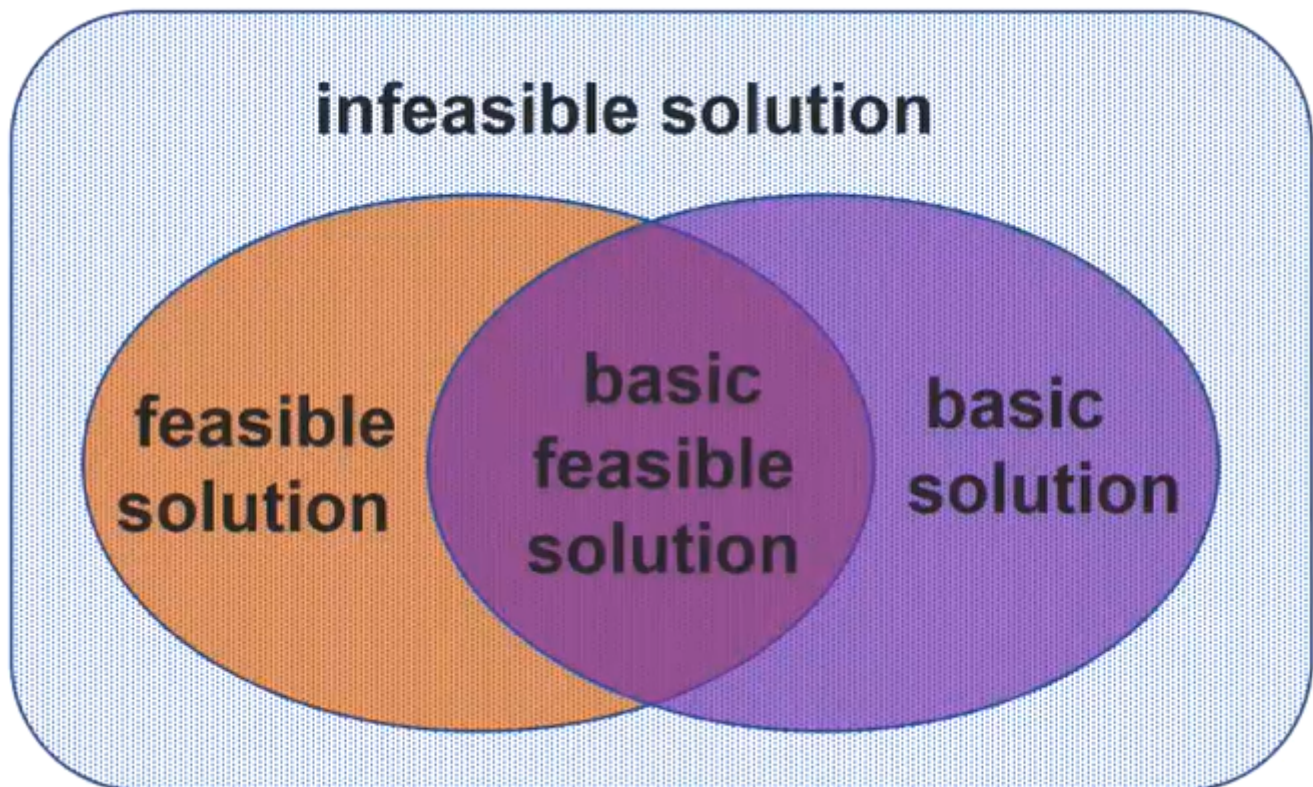 infeasible solution
feasible
solution
basic
feasible
solution
basic
solution